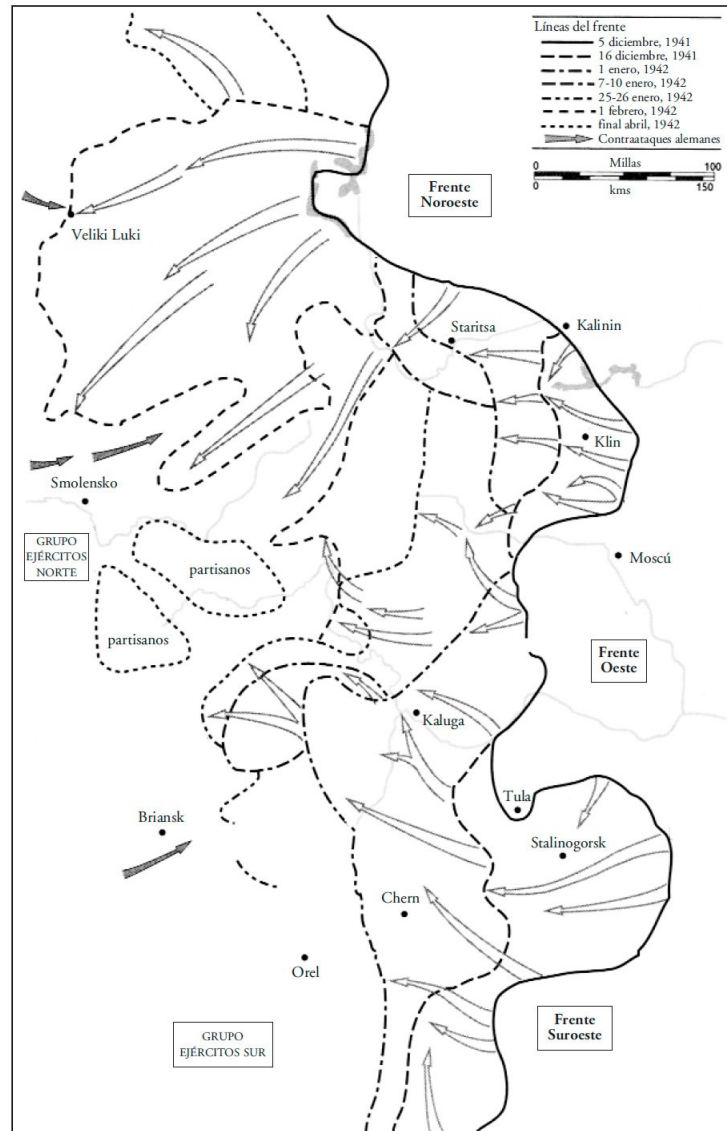 Líneas del frente
5 diciembre, 1941
16 diciembre, 1941
1 enero, 1942
7-10 enero, 1942
25-26 enero, 1942
1 febrero, 1942
final abril, 1942
Contraataques alemanes
0 Millas 100
0 kms 150
Frente
Noroeste
Veliki Luki
Staritsa
Kalinin
Klin
Smolensko
GRUPO
EJÉRCITOS
NORTE
partisanos
partisanos
Moscú
Frente
Oeste
Kaluga
Tula
Briansk
Stalinogorsk
Chern
Orel
GRUPO
EJÉRCITOS SUR
Frente
Suroeste